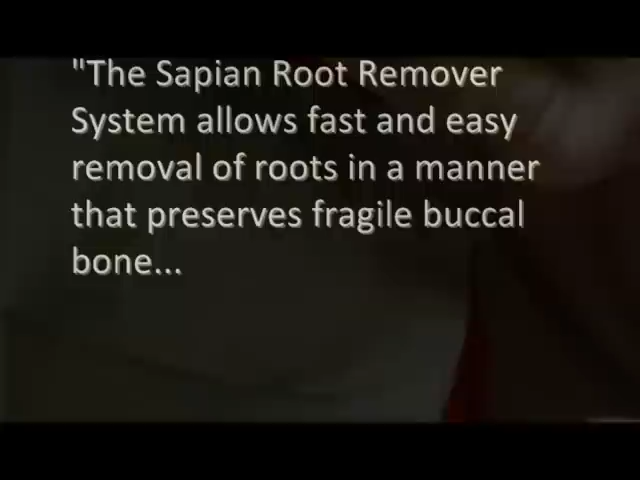 "The Sapian Root Remover
System allows fast and easy
removal of roots in a manner
that preserves fragile buccal
bone...